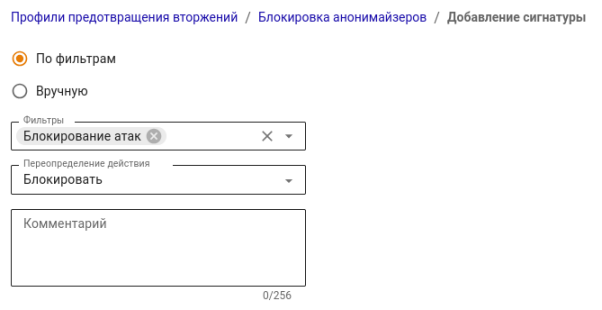 Профили предотвращения вторжений / Блокировка анонимайзеров / Добавление сигнатуры
По фильтрам
Вручную
Фильтры
Блокирование атак
Переопределение действия
Блокировать
Комментарий
0/256